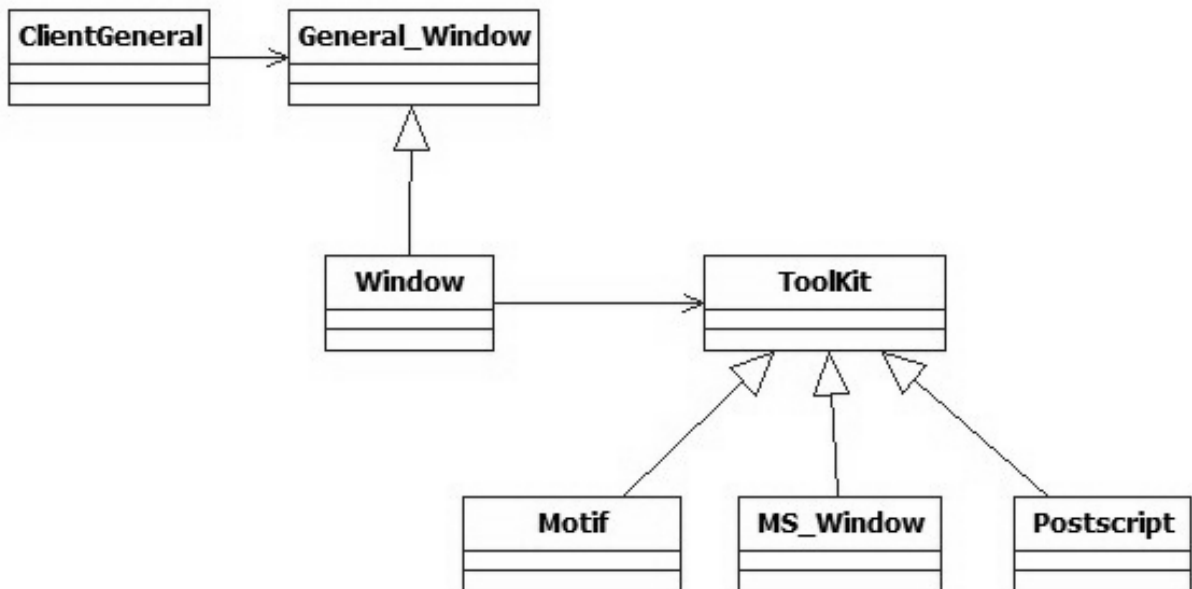 ClientGeneral
General_Window
Window
ToolKit
Motif
MS_Window
Postscript